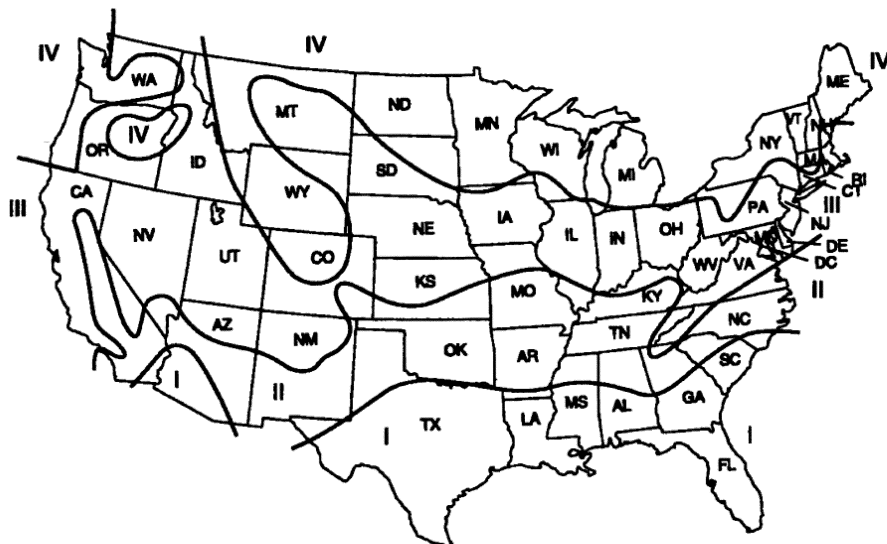 IV
IV
IV
WA
MT
ND
MN
ME
VT
NH
OR
IV
ID
WI
NY
MI
SD
WY
MA
RI
CT
III
CA
III
IA
PA
NJ
NV
NE
IL
IN
OH
UT
CO
DE
DC
WV
VA
II
KS
MO
KY
AZ
NM
OK
TN
NC
AR
SC
I
II
MS
AL
GA
LA
TX
I
I
FL